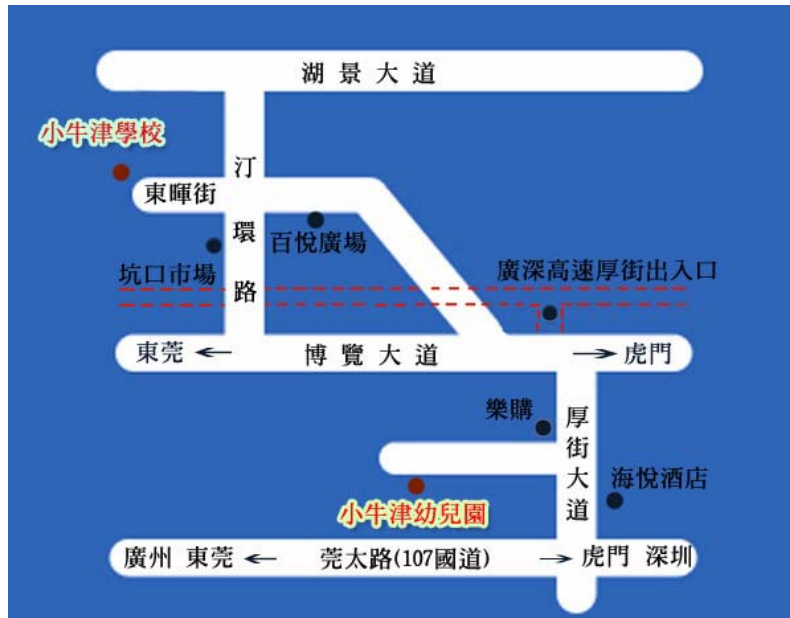 湖景大道
小牛津學校
汀環路
東暉街
百悅廣場
坑口市場
廣深高速厚街出入口
東莞 ← 博覽大道 → 虎門
樂購
厚街大道
海悅酒店
小牛津幼兒園
廣州 東莞 ← 莞太路(107國道) → 虎門 深圳